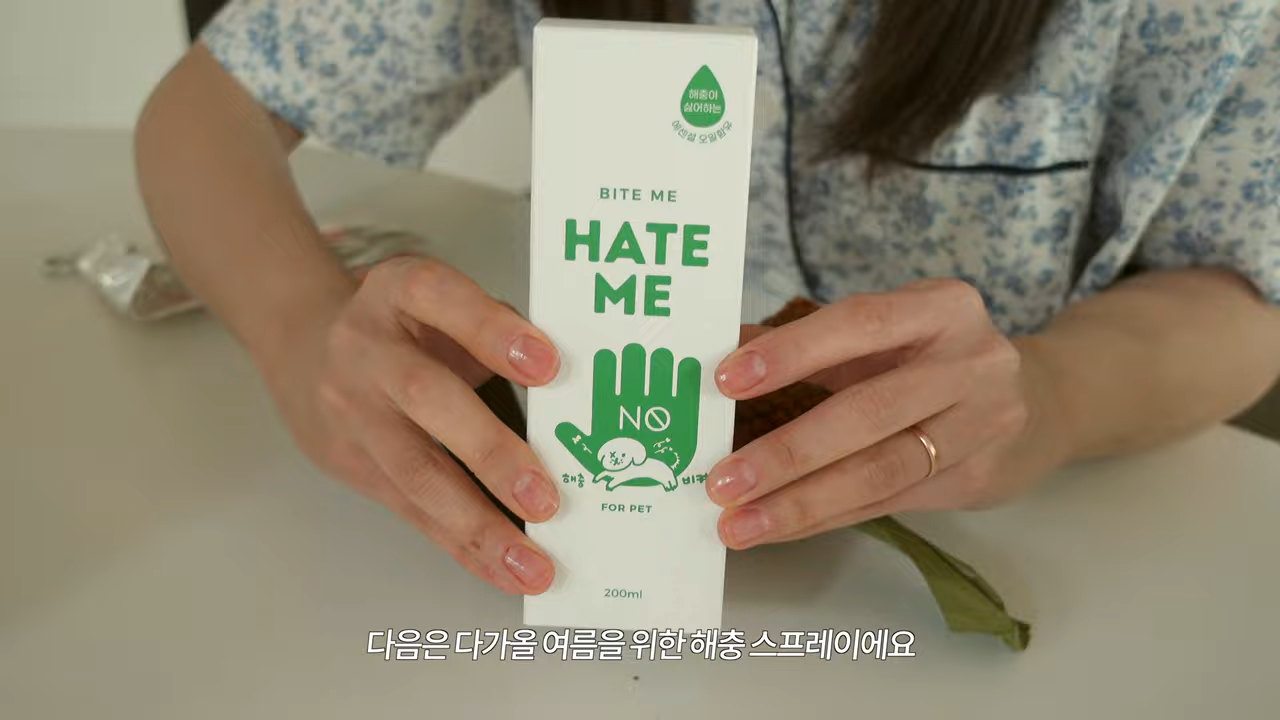 해충이
싫어하는
에센셜 오일함유
BITE ME
HATE
ME
NO
해충
FOR PET
200ml
다음은 다가올 여름을 위한 해충 스프레이에요